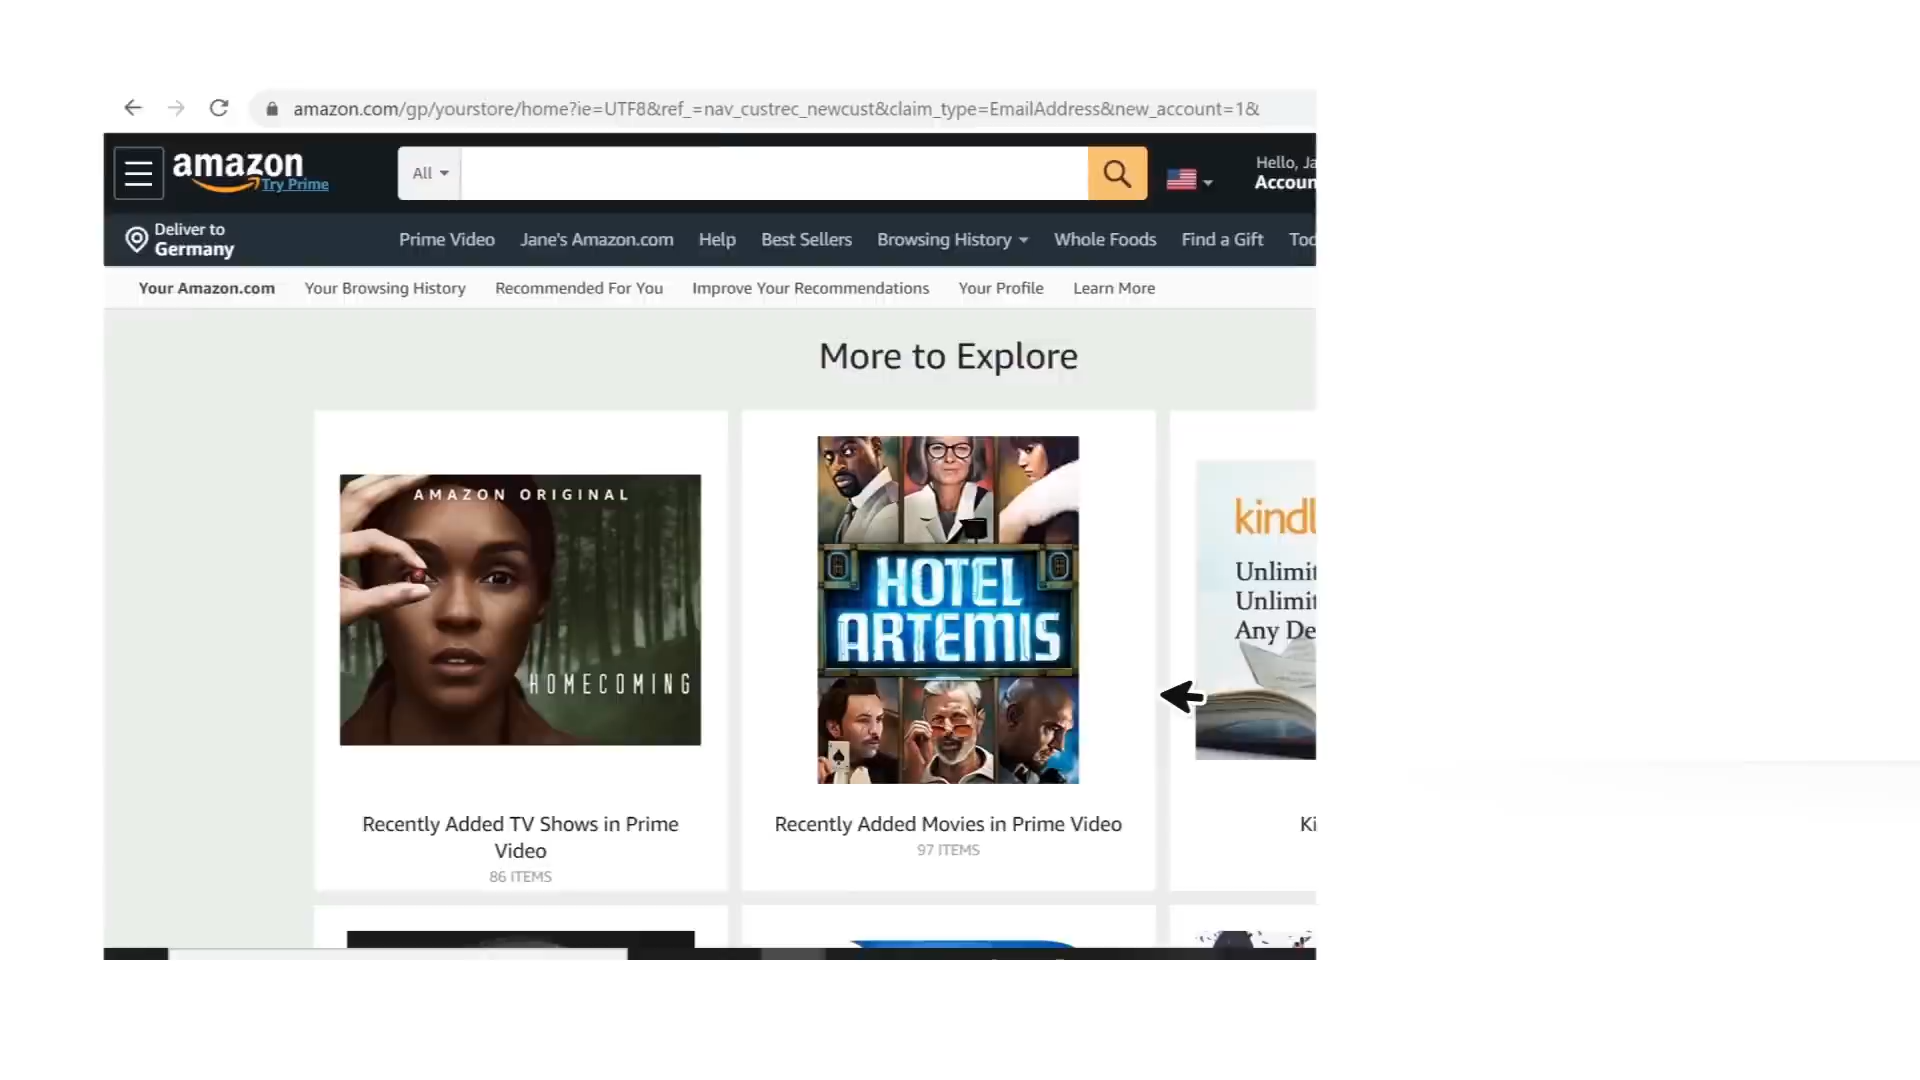 amazon.com/gp/yourstore/home?ie=UTF8&ref_=nav_custrec_newcust&claim_type=EmailAddress&new_account=1&
amazon
Try Prime
All
Hello, Ja
Accoun
Deliver to
Germany
Prime Video Jane's Amazon.com Help Best Sellers Browsing History Whole Foods Find a Gift Tod
Your Amazon.com Your Browsing History Recommended For You Improve Your Recommendations Your Profile Learn More
More to Explore
AMAZON ORIGINAL
HOMECOMING
HOTEL
ARTEMIS
kindl
Unlimit
Unlimit
Any De
Recently Added TV Shows in Prime
Video
86 ITEMS
Recently Added Movies in Prime Video
97 ITEMS
Ki